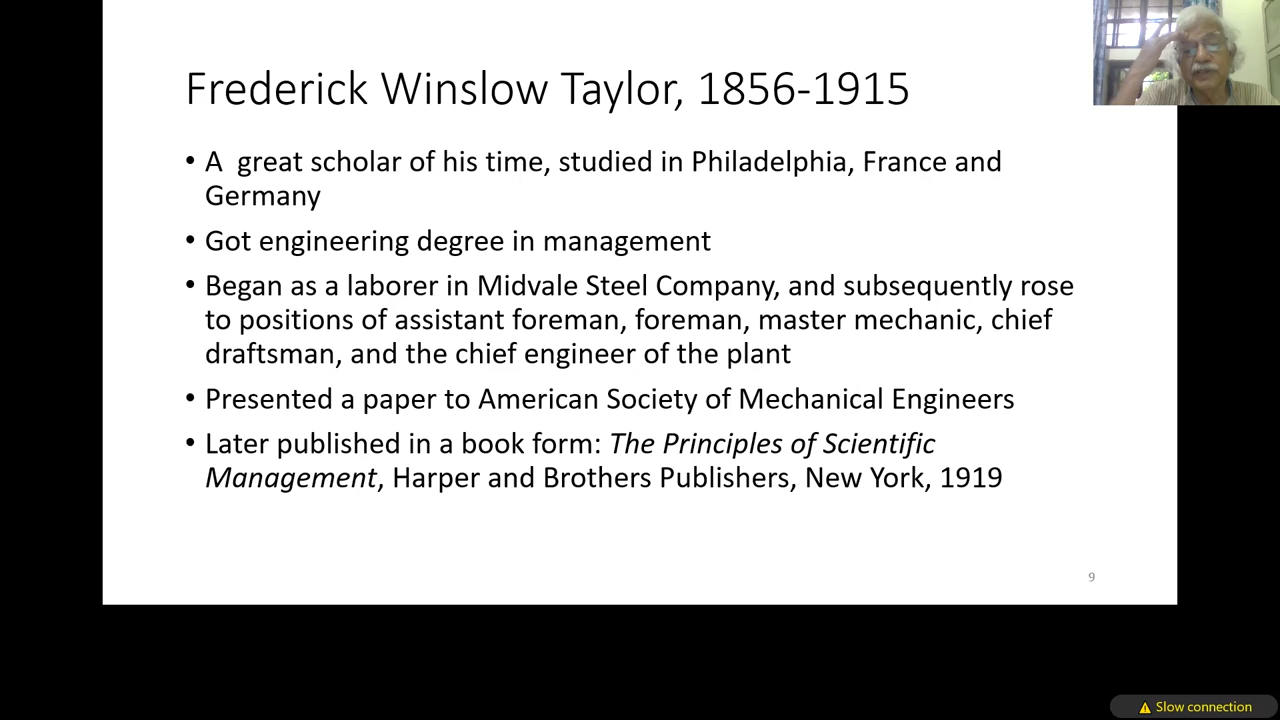 Frederick Winslow Taylor, 1856-1915
• A  great scholar of his time, studied in Philadelphia, France and
Germany
• Got engineering degree in management
• Began as a laborer in Midvale Steel Company, and subsequently rose
to positions of assistant foreman, foreman, master mechanic, chief
draftsman, and the chief engineer of the plant
• Presented a paper to American Society of Mechanical Engineers
• Later published in a book form: The Principles of Scientific
Management, Harper and Brothers Publishers, New York, 1919
9
Slow connection